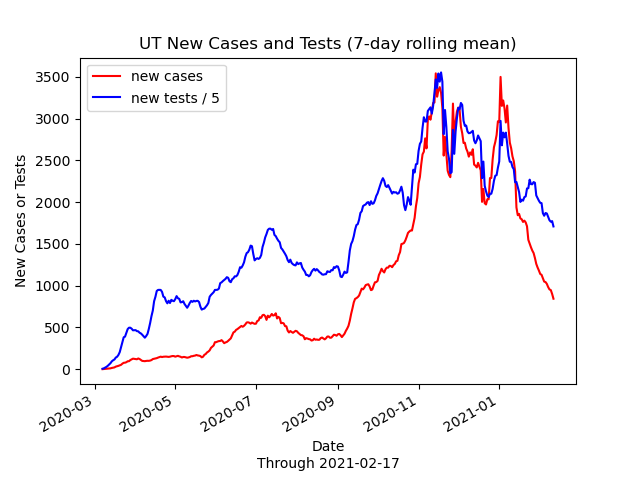 UT New Cases and Tests (7-day rolling mean)
new cases
new tests / 5
New Cases or Tests
3500
3000
2500
2000
1500
1000
500
0
2020-03
2020-05
2020-07
2020-09
2020-11
2021-01
Date
Through 2021-02-17